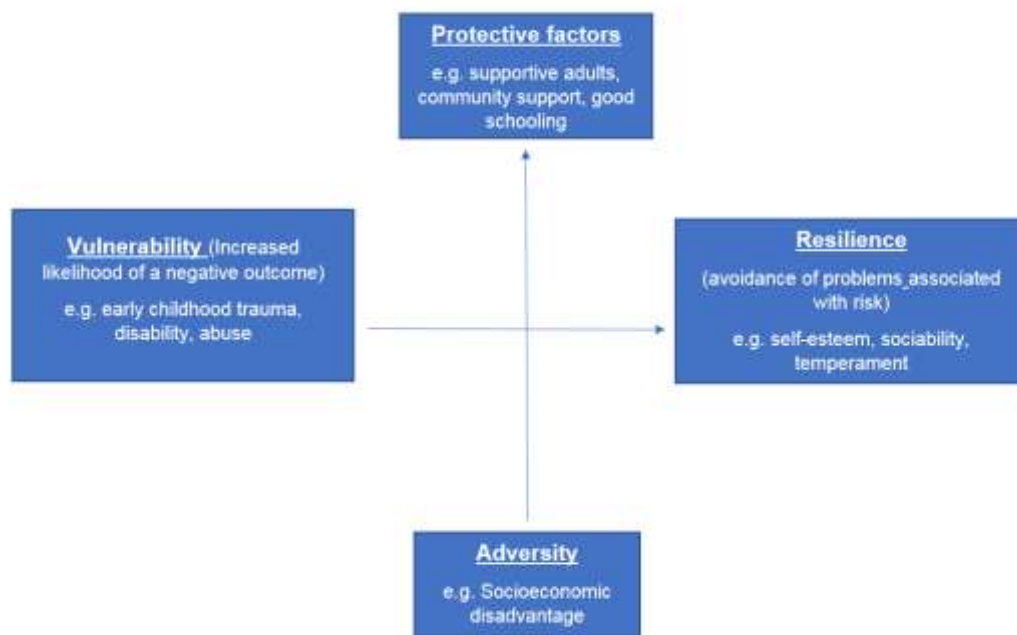 Protective factors
e.g. supportive adults,
community support, good
schooling
Vulnerability (Increased
likelihood of a negative outcome)
e.g. early childhood trauma,
disability, abuse
Resilience
(avoidance of problems associated
with risk)
e.g. self-esteem, sociability,
temperament
Adversity
e.g. Socioeconomic
disadvantage